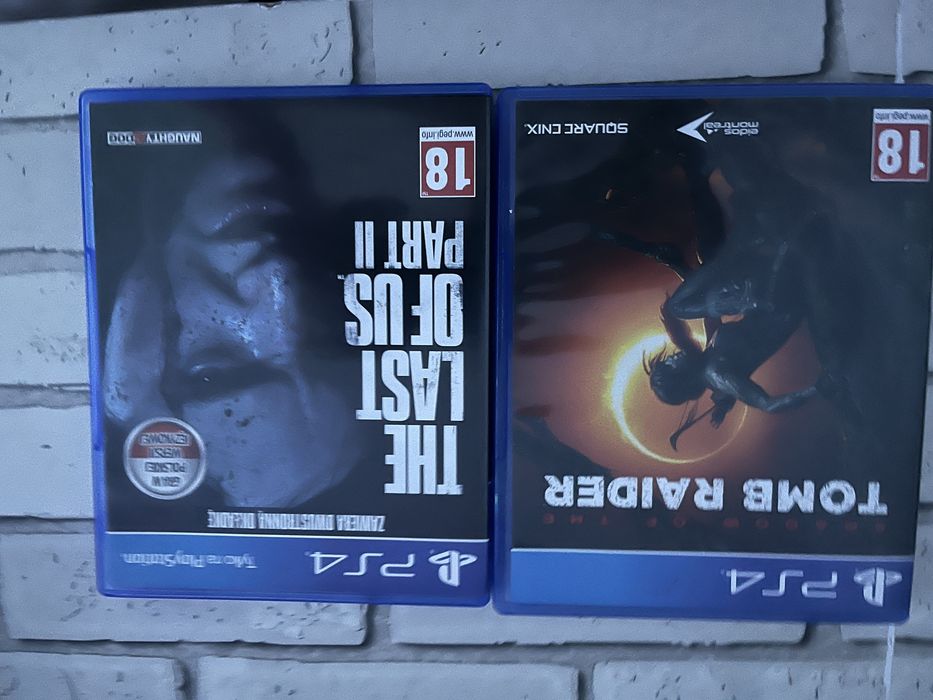 PS4
Tylko na PlayStation.
ZAWIERA DWUSTRONNĄ OKŁADKĘ
GRA W
POLSKIEJ
WERSJI
JĘZYKOWEJ
THE
LAST
OF US
PART II
18
www.pegi.info
NAUGHTY DOG
PS4
SHADOW OF THE
TOMB RAIDER
18
www.pegi.info
eidos
montréal
SQUARE ENIX.